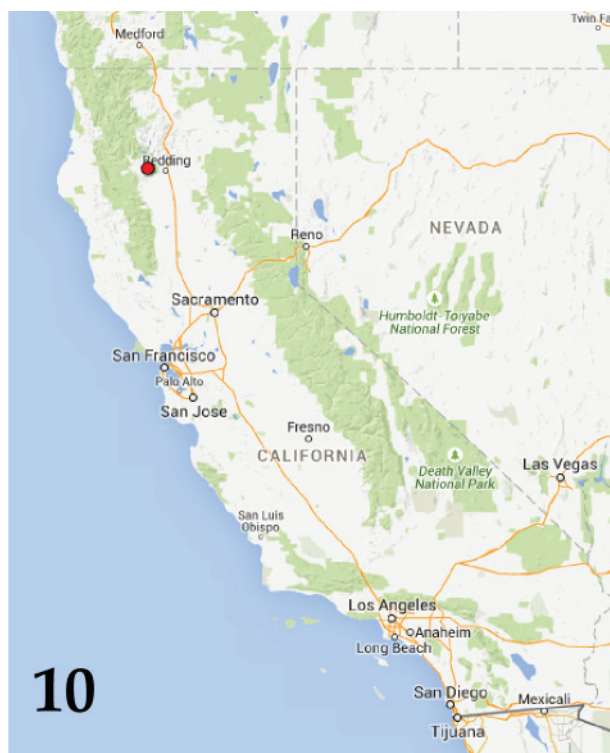 Twin Fa
Medford
Redding
Reno
NEVADA
Sacramento
Humboldt-Toiyabe
National Forest
San Francisco
Palo Alto
San Jose
Fresno
CALIFORNIA
Las Vegas
Death Valley
National Park
San Luis
Obispo
Los Angeles
Anaheim
Long Beach
10
San Diego
Mexicali
Tijuana